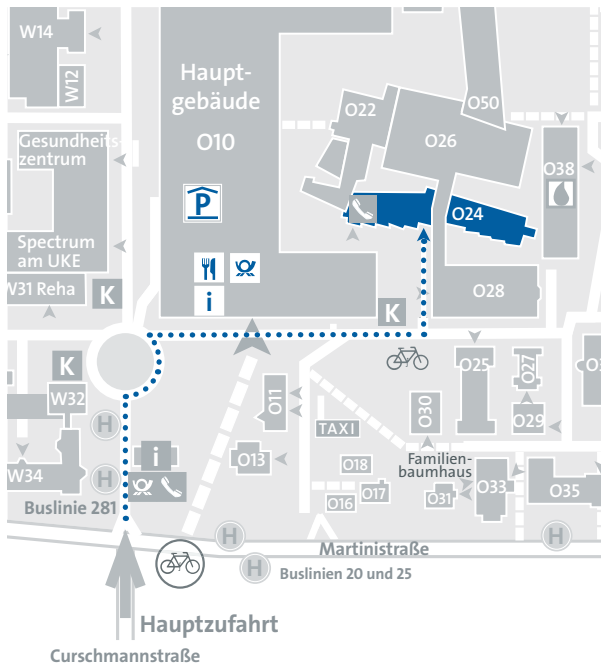 W14
W12
Haupt-
gebäude
O10
O22
O50
O26
O38
Gesundheits-
zentrum
P
O24
Spectrum
am UKE
W31 Reha
K
i
K
O28
K
W32
O25
O27
O11
O30
O29
TAXI
H
i
O13
O18
Familien-
baumhaus
W34
H
O17
O16
O31
O33
O35
Buslinie 281
H
Martinistraße
H
H
Buslinien 20 und 25
Hauptzufahrt
Curschmannstraße